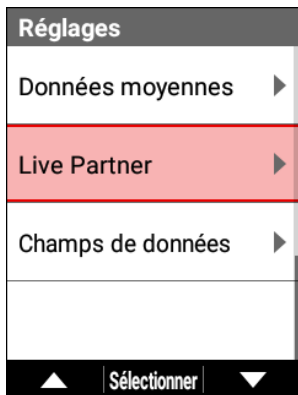 Réglages
Données moyennes
Live Partner
Champs de données
Sélectionner